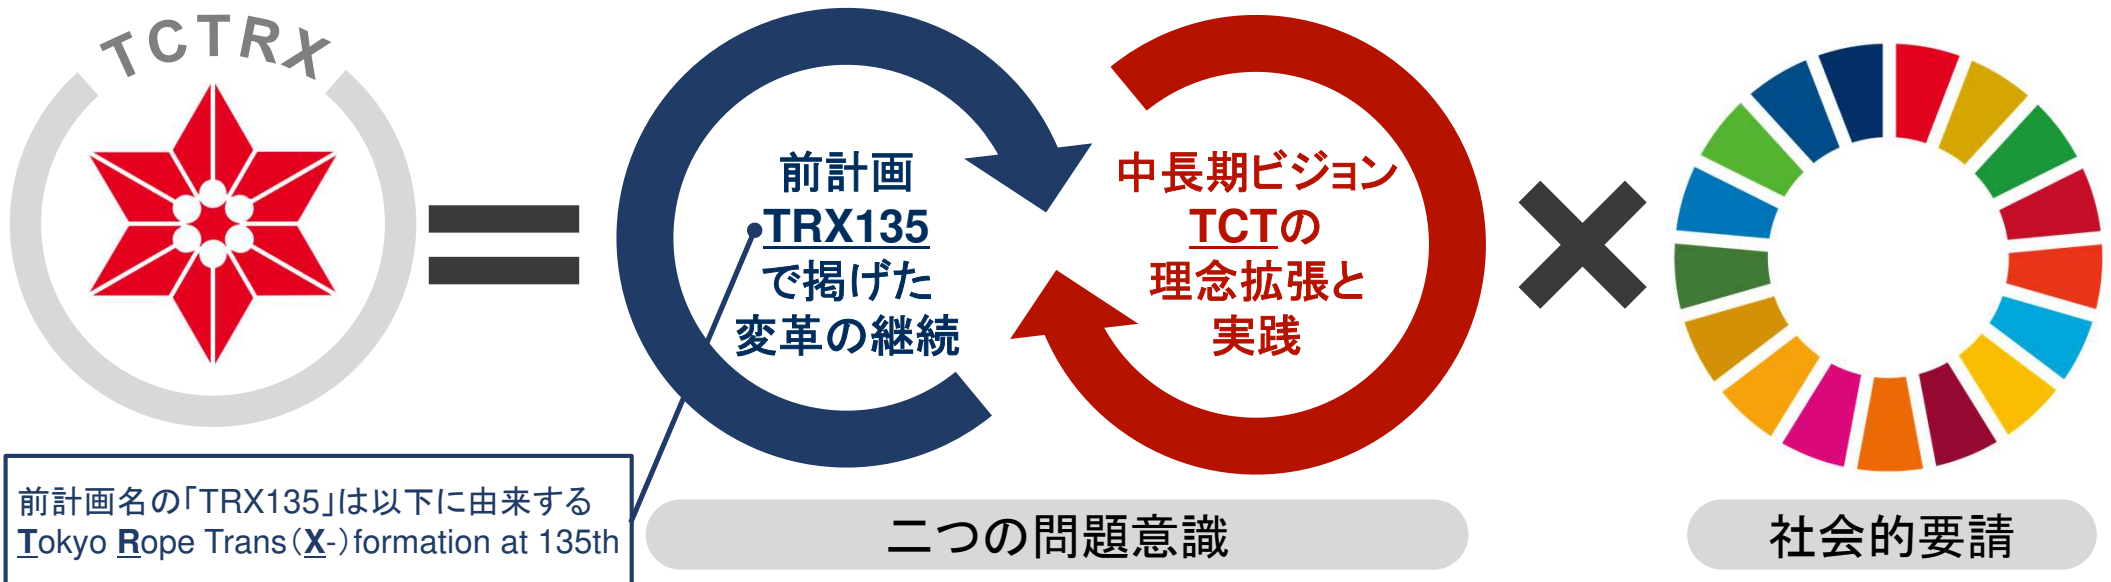 TCTRX
前計画
TRX135
で掲げた
変革の継続
中長期ビジョン
TCTの
理念拡張と
実践
前計画名の「TRX135」は以下に由来する
Tokyo Rope Trans(X-)formation at 135th
二つの問題意識
社会的要請